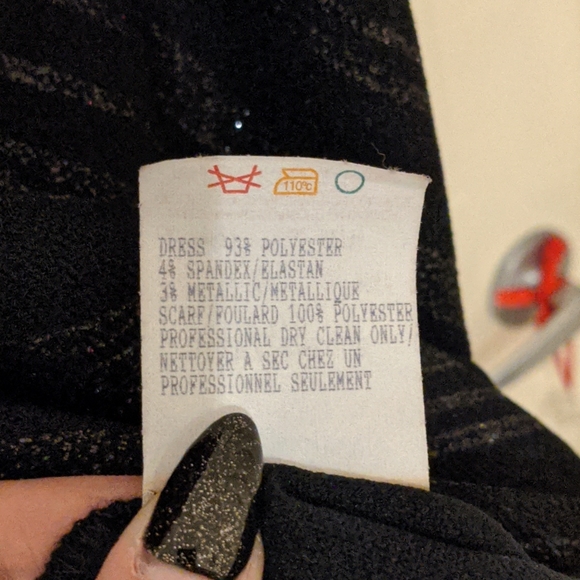 110°C
DRESS 93% POLYESTER
4% SPANDEX/ELASTAN
3% METALLIC/METALLIQUE
SCARF/FOULARD 100% POLYESTER
PROFESSIONAL DRY CLEAN ONLY/
NETTOYER A SEC CHEZ UN
PROFESSIONNEL SEULEMENT